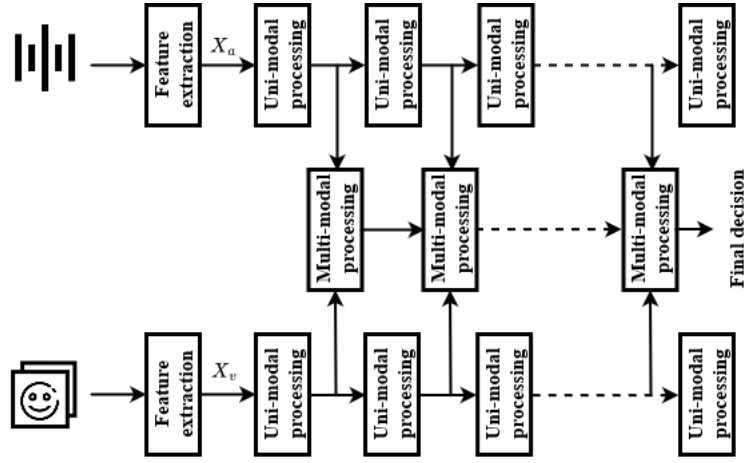 Feature
extraction
X_a
Uni-modal
processing
Uni-modal
processing
Uni-modal
processing
Uni-modal
processing
Multi-modal
processing
Multi-modal
processing
Multi-modal
processing
Final decision
Feature
extraction
X_v
Uni-modal
processing
Uni-modal
processing
Uni-modal
processing
Uni-modal
processing